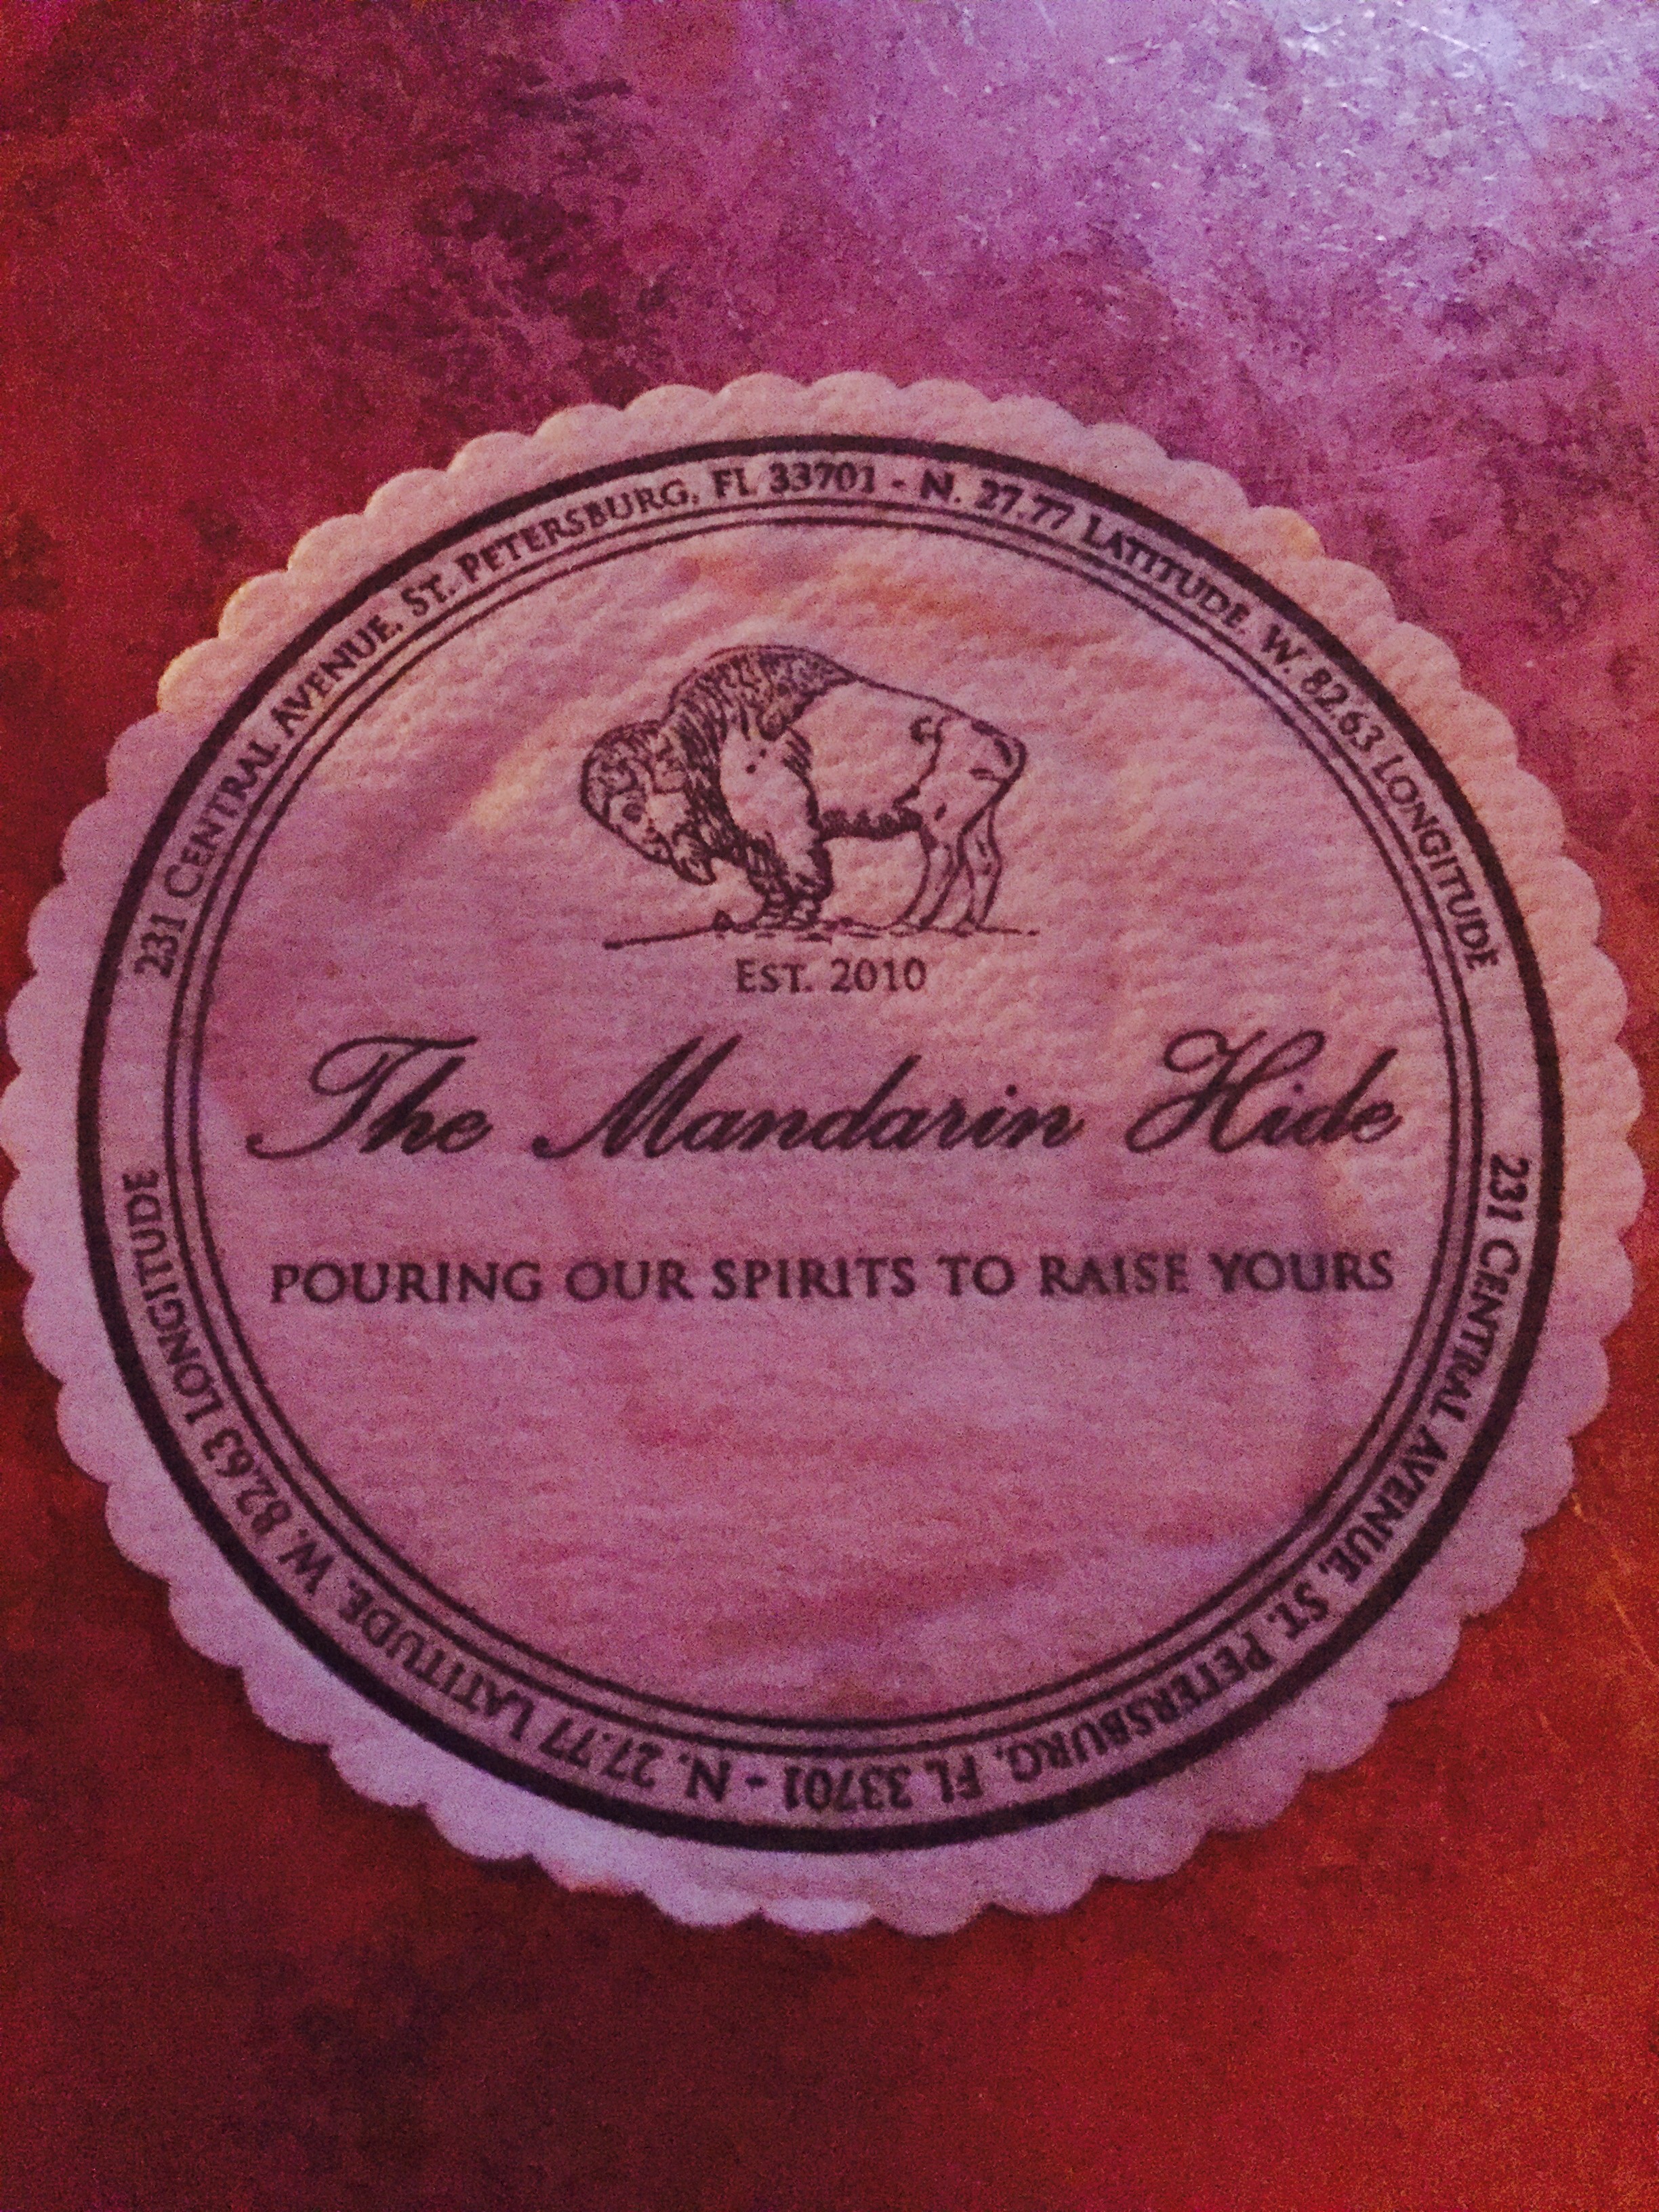 231 CENTRAL AVENUE, ST. PETERSBURG, FL 33701 - N. 27.77 LATITUDE, W. 82.63 LONGITUDE
EST. 2010
The Mandarin Hide
POURING OUR SPIRITS TO RAISE YOURS
231 CENTRAL AVENUE, ST. PETERSBURG, FL 33701 - N. 27.77 LATITUDE, W. 82.63 LONGITUDE